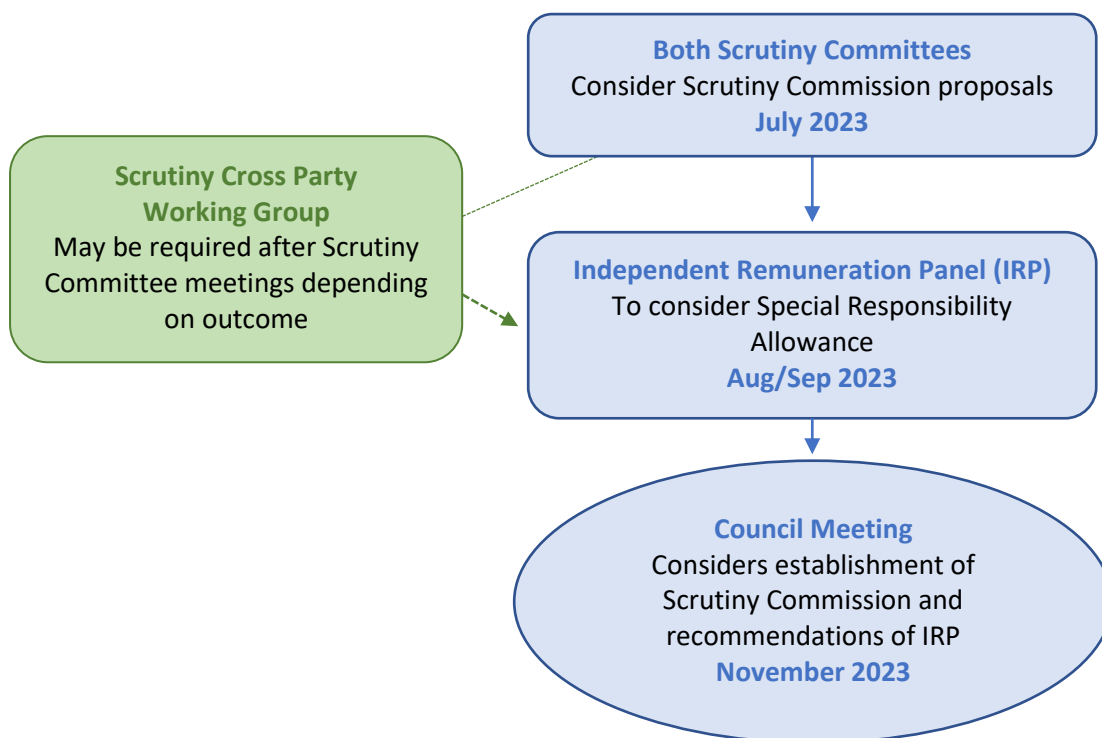 Both Scrutiny Committees
Consider Scrutiny Commission proposals
July 2023
Scrutiny Cross Party
Working Group
May be required after Scrutiny
Committee meetings depending
on outcome
Independent Remuneration Panel (IRP)
To consider Special Responsibility
Allowance
Aug/Sep 2023
Council Meeting
Considers establishment of
Scrutiny Commission and
recommendations of IRP
November 2023